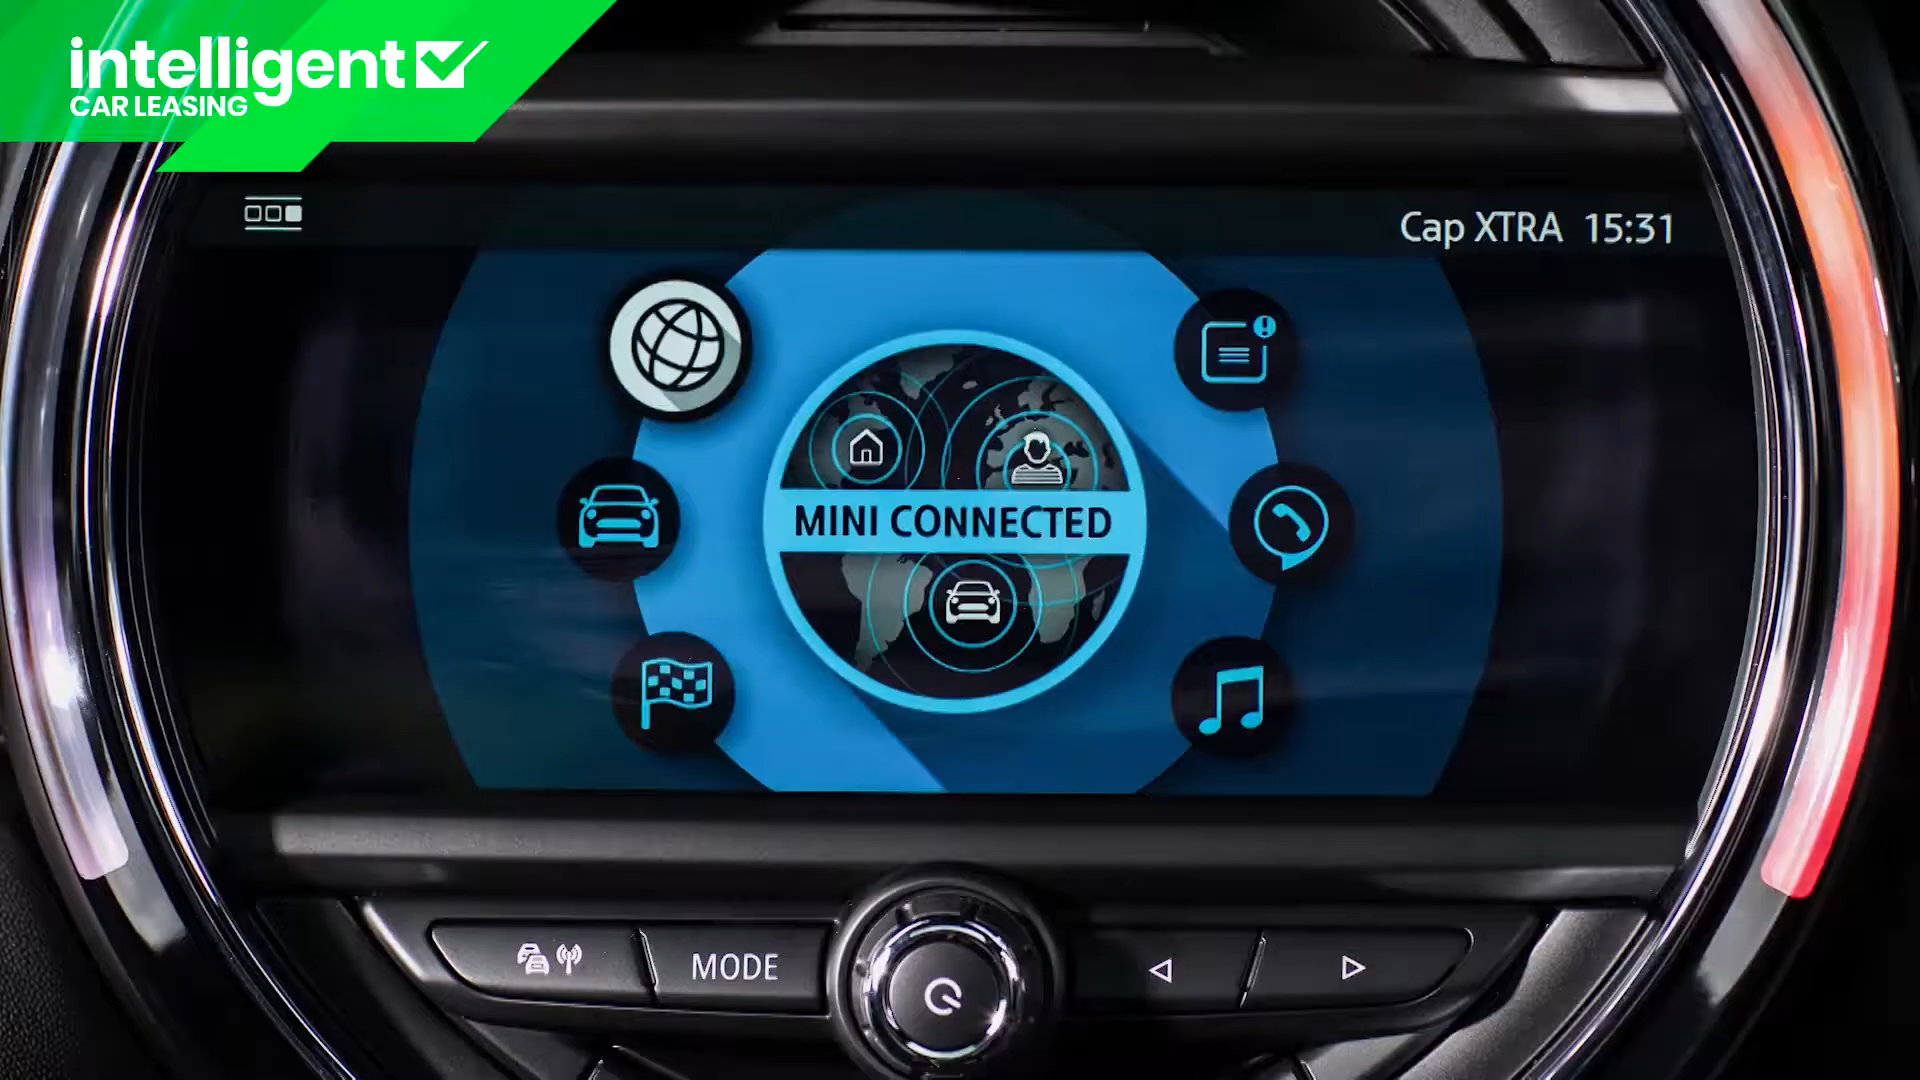 intelligent
CAR LEASING
Cap XTRA 15:31
MINI CONNECTED
MODE